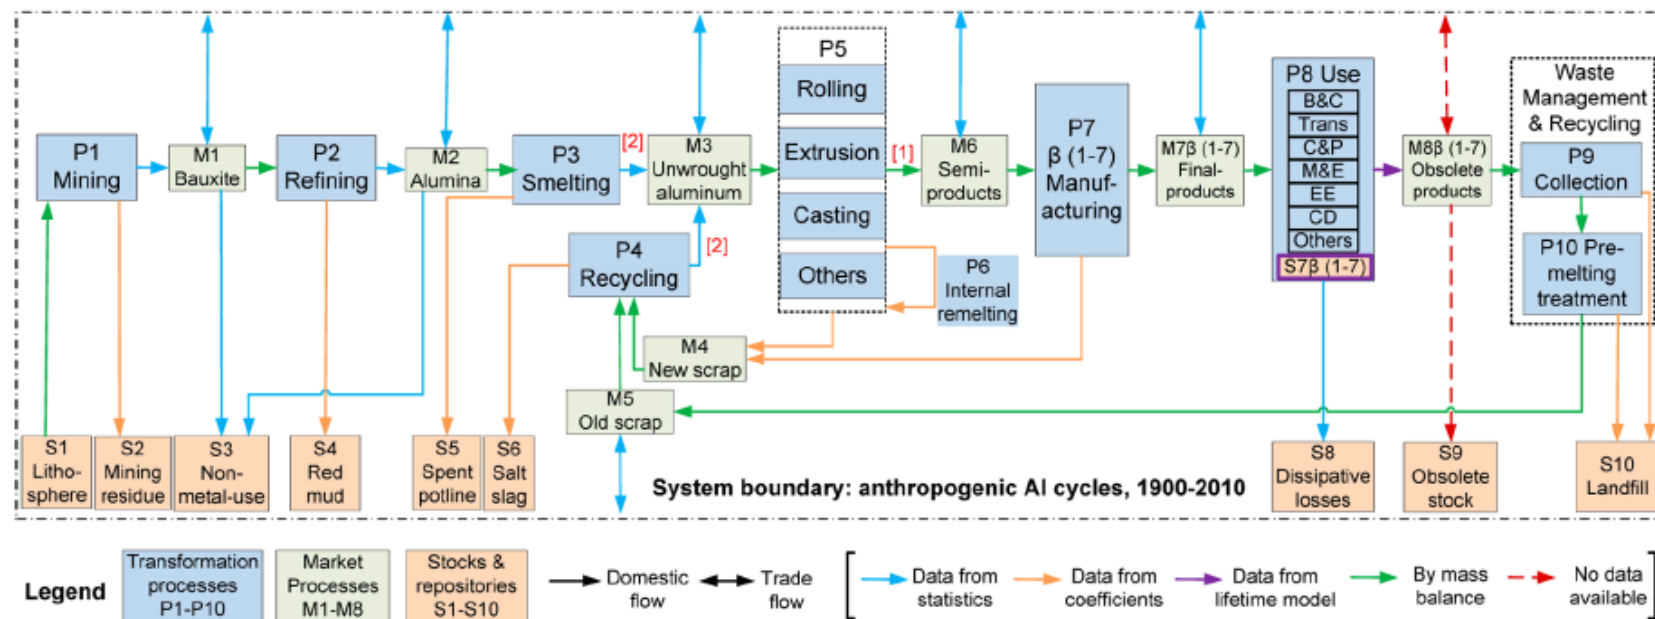 P1
Mining
M1
Bauxite
P2
Refining
M2
Alumina
P3
Smelting
[2]
M3
Unwrought
aluminum
P4
Recycling
[2]
P5
Rolling
Extrusion
Casting
Others
[1]
P6
Internal
remelting
M6
Semi-
products
P7
β (1-7)
Manuf-
acturing
M7β (1-7)
Final-
products
P8 Use
B&C
Trans
C&P
M&E
EE
CD
Others
S7β (1-7)
M8β (1-7)
Obsolete
products
Waste
Management
& Recycling
P9
Collection
P10 Pre-
melting
treatment
M4
New scrap
M5
Old scrap
S1
Litho-
sphere
S2
Mining
residue
S3
Non-
metal-use
S4
Red
mud
S5
Spent
potline
S6
Salt
slag
System boundary: anthropogenic Al cycles, 1900-2010
S8
Dissipative
losses
S9
Obsolete
stock
S10
Landfill
Legend
Transformation
processes
P1-P10
Market
Processes
M1-M8
Stocks &
repositories
S1-S10
Domestic
flow
Trade
flow
Data from
statistics
Data from
coefficients
Data from
lifetime model
By mass
balance
No data
available